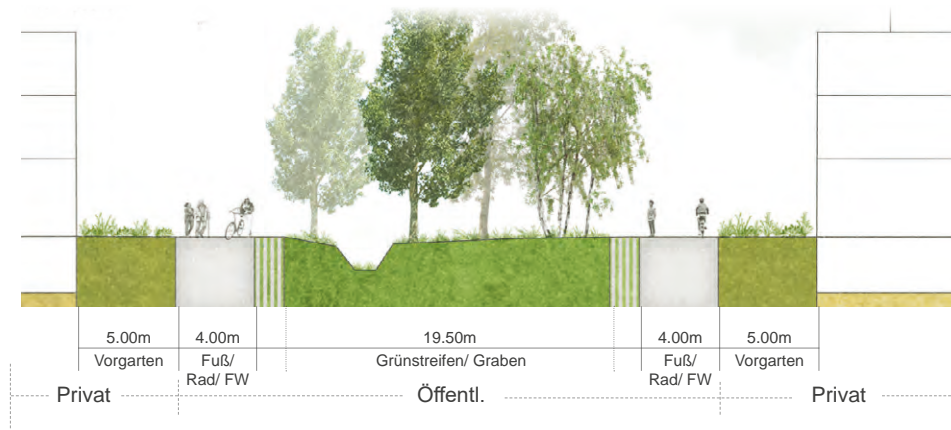 5.00m 4.00m 19.50m 4.00m 5.00m
Vorgarten Fuß/ Grünstreifen/ Graben Fuß/ Vorgarten
Rad/ FW Rad/ FW
Privat Öffentl. Privat